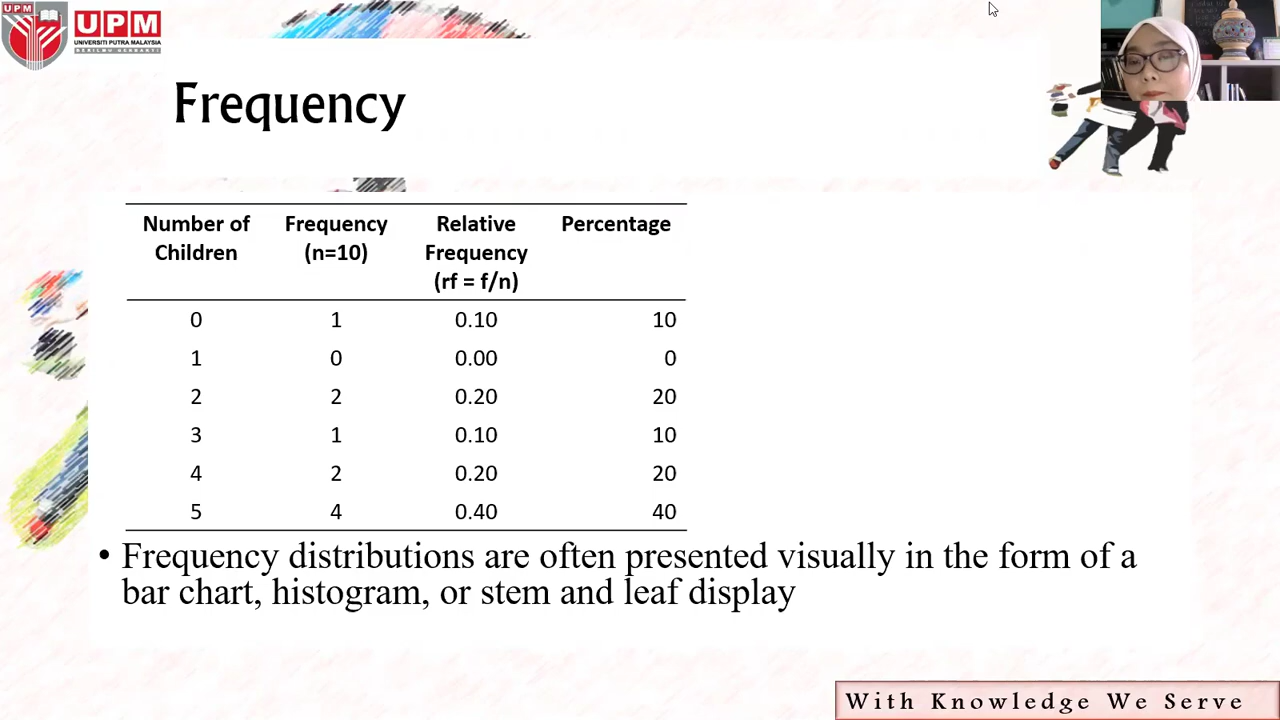 UPM
UPM
UNIVERSITI PUTRA MALAYSIA
BERILMU BERBAKTI
Frequency
Number of Children Frequency (n=10) Relative Frequency (rf = f/n) Percentage
0 1 0.10 10
1 0 0.00 0
2 2 0.20 20
3 1 0.10 10
4 2 0.20 20
5 4 0.40 40
• Frequency distributions are often presented visually in the form of a
bar chart, histogram, or stem and leaf display
With Knowledge We Serve